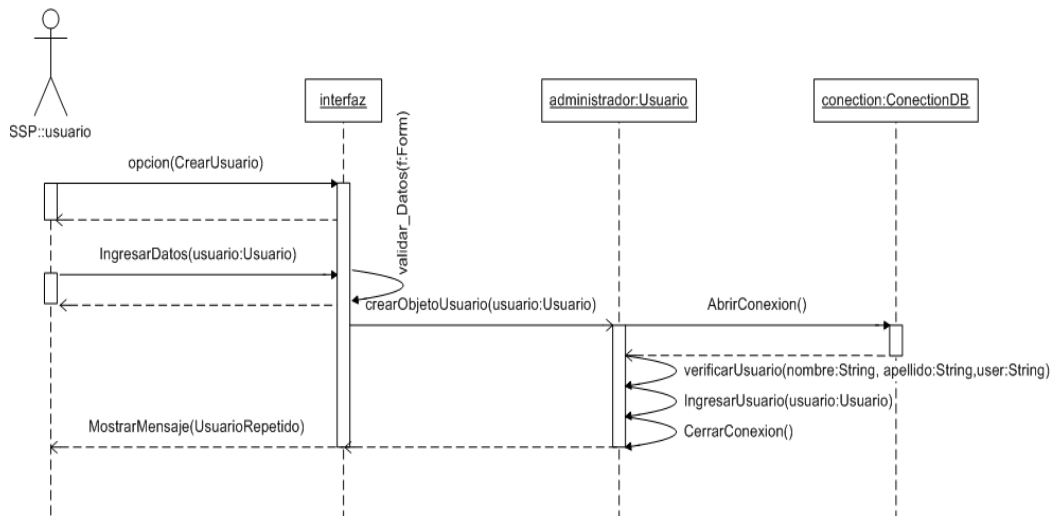 interfaz
administrador:Usuario
conection:ConectionDB
SSP::usuario
opcion(CrearUsuario)
validar_Datos(f:Form)
IngresarDatos(usuario:Usuario)
crearObjetoUsuario(usuario:Usuario)
AbrirConexion()
verificarUsuario(nombre:String, apellido:String,user:String)
IngresarUsuario(usuario:Usuario)
MostrarMensaje(UsuarioRepetido)
CerrarConexion()